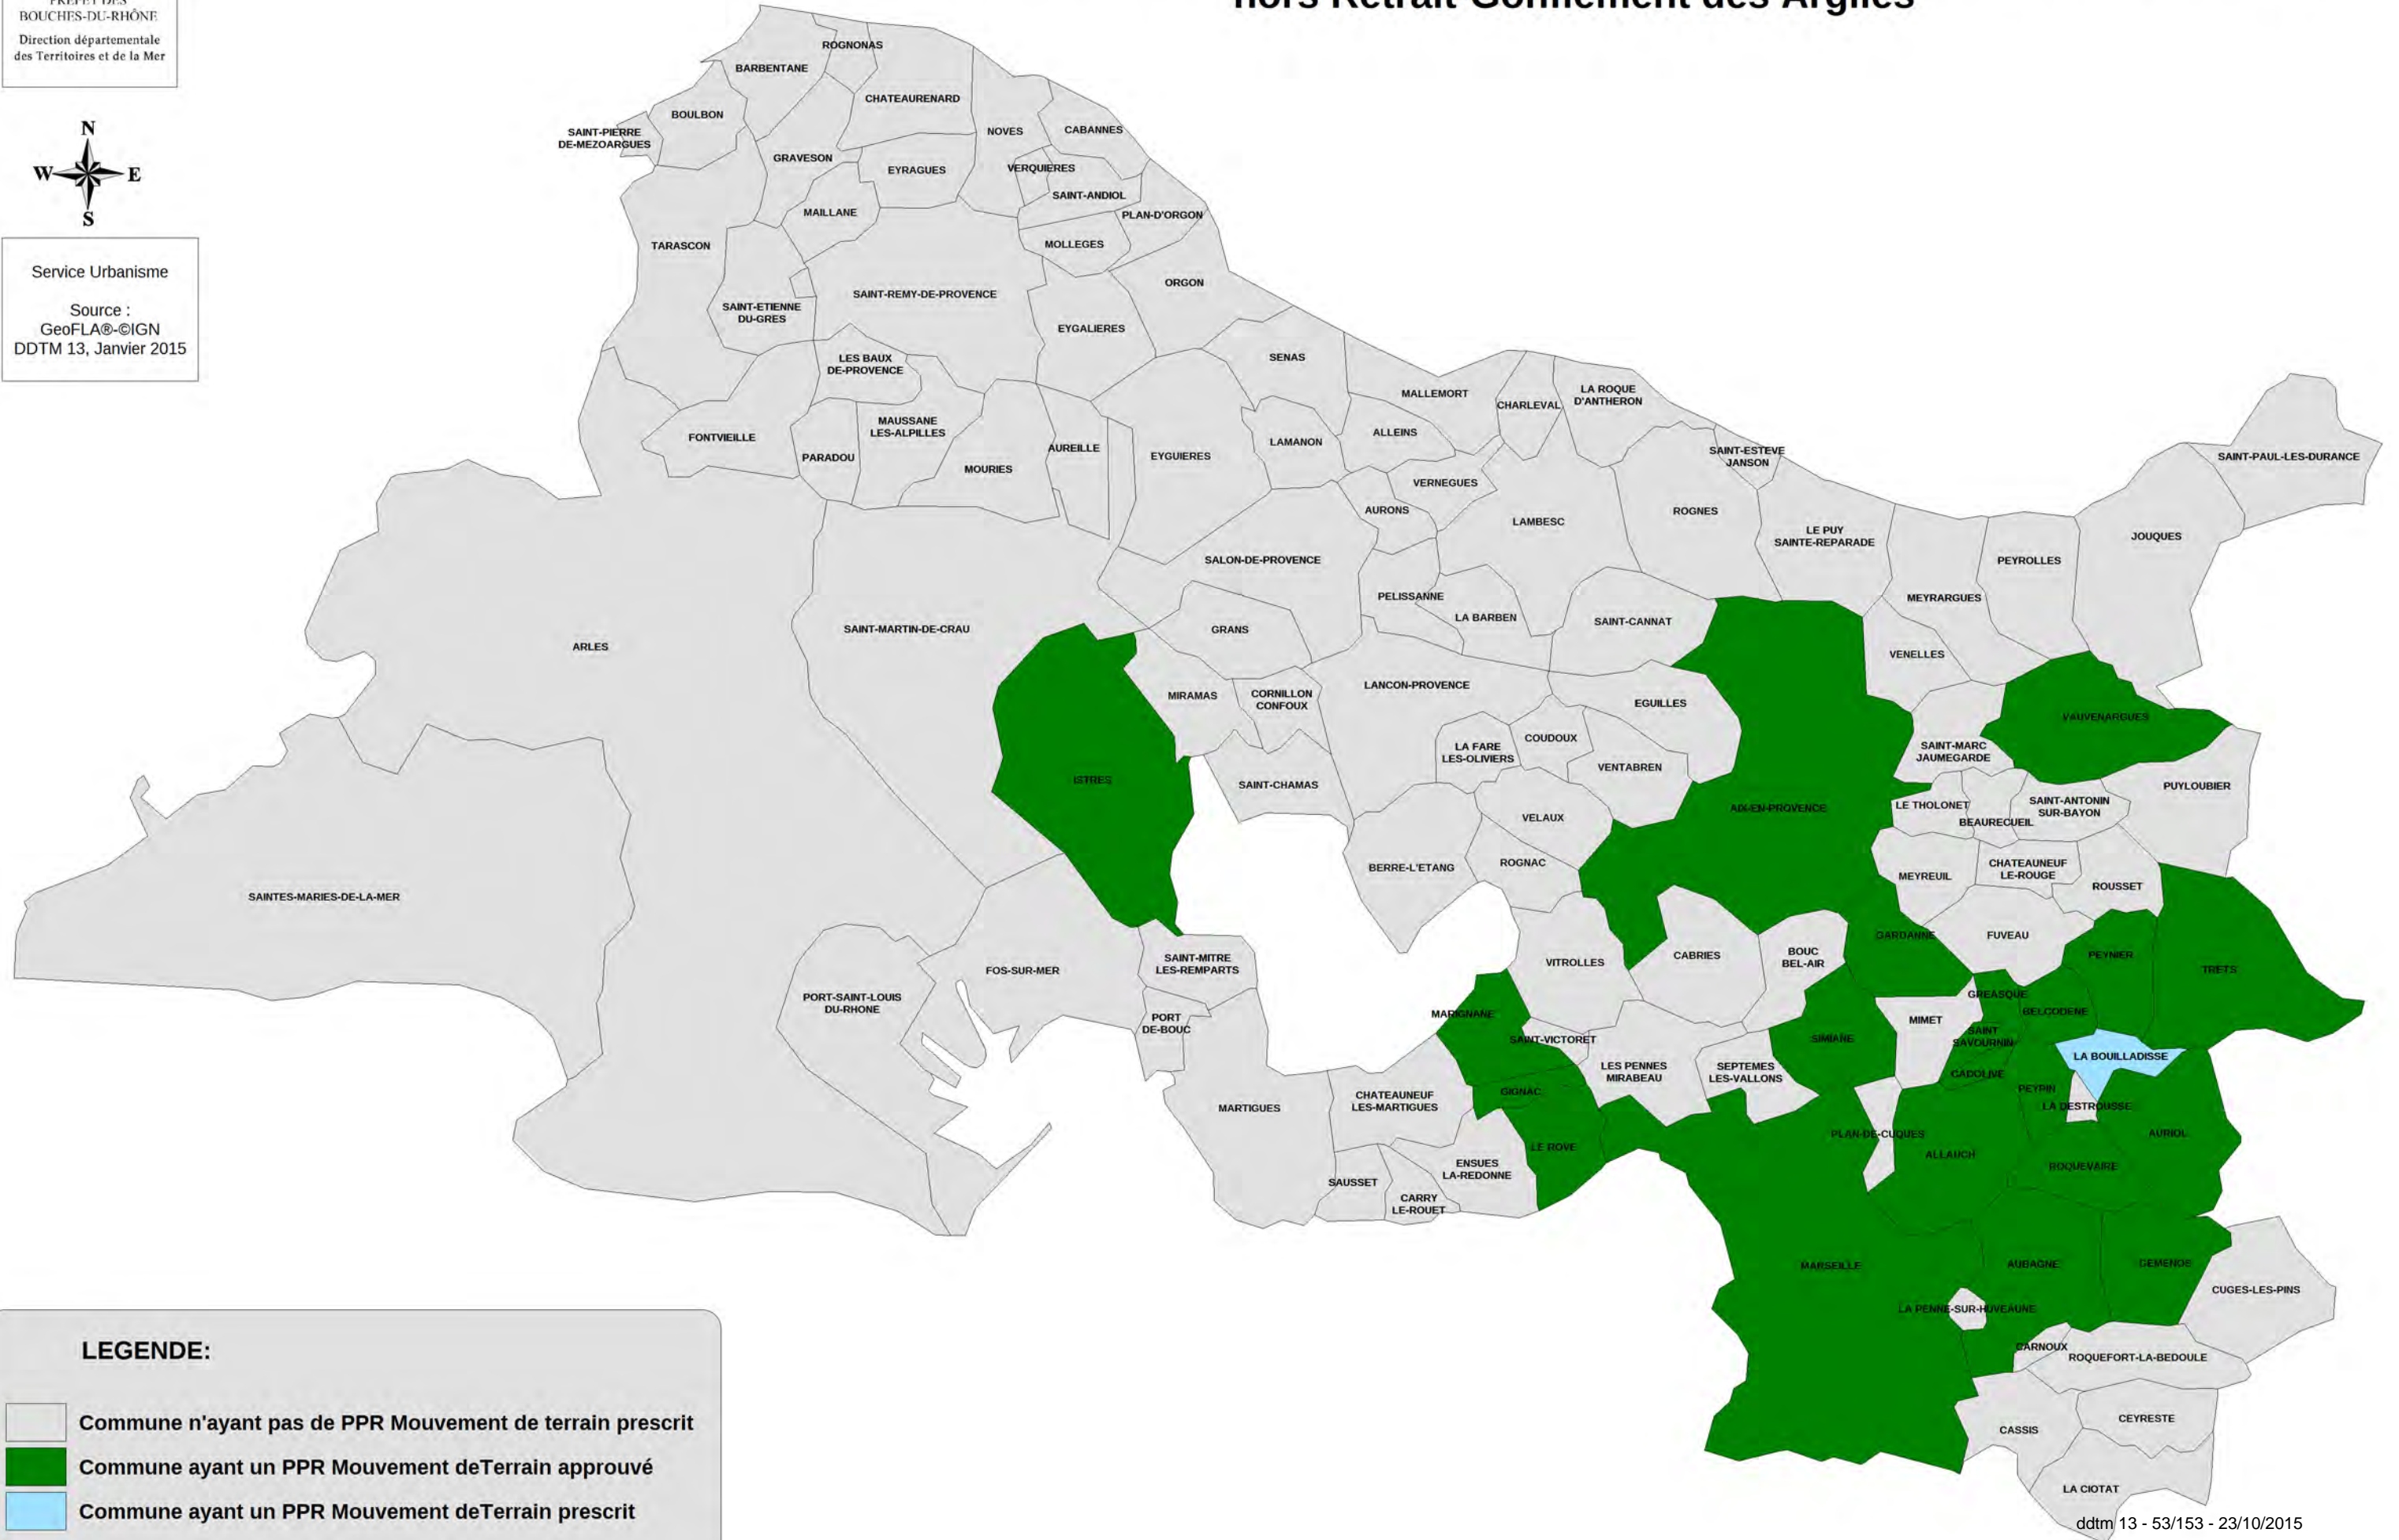 PREFET DES
BOUCHES-DU-RHÔNE
Direction départementale
des Territoires et de la Mer
hors Retrait-Gonflement des Argiles
N
W
E
S
Service Urbanisme
Source :
GeoFLA®-©IGN
DDTM 13, Janvier 2015
ROGNONAS
BARBENTANE
CHATEAURENARD
BOULBON
SAINT-PIERRE
DE-MEZOARGUES
NOVES
CABANNES
GRAVESON
EYRAGUES
VERQUIERES
SAINT-ANDIOL
MAILLANE
PLAN-D'ORGON
TARASCON
MOLLEGES
ORGON
SAINT-REMY-DE-PROVENCE
SAINT-ETIENNE
DU-GRES
EYGALIERES
LES BAUX
DE-PROVENCE
SENAS
MALLEMORT
CHARLEVAL
LA ROQUE
D'ANTHERON
FONTVIEILLE
PARADOU
MAUSSANE
LES-ALPILLES
MOURIES
AUREILLE
EYGUIERES
LAMANON
ALLEINS
SAINT-ESTEVE
JANSON
SAINT-PAUL-LES-DURANCE
VERNEGUES
AURONS
LAMBESC
ROGNES
LE PUY
SAINTE-REPARADE
JOUQUES
PEYROLLES
SALON-DE-PROVENCE
PELISSANNE
LA BARBEN
SAINT-CANNAT
MEYRARGUES
ARLES
SAINT-MARTIN-DE-CRAU
GRANS
VENELLES
MIRAMAS
CORNILLON
CONFOUX
LANCON-PROVENCE
EGUILLES
VAUVENARGUES
LA FARE
LES-OLIVIERS
COUDOUX
VENTABREN
SAINT-MARC
JAUMEGARDE
ISTRES
SAINT-CHAMAS
PUYLOUBIER
AIX-EN-PROVENCE
LE THOLONET
BEAURECUEIL
SAINT-ANTONIN
SUR-BAYON
VELAUX
BERRE-L'ETANG
ROGNAC
MEYREUIL
CHATEAUNEUF
LE-ROUGE
ROUSSET
SAINTES-MARIES-DE-LA-MER
GARDANNE
FUVEAU
PEYNIER
TRETS
FOS-SUR-MER
SAINT-MITRE
LES-REMPARTS
VITROLLES
CABRIES
BOUC
BEL-AIR
PORT-SAINT-LOUIS
DU-RHONE
PORT
DE-BOUC
MARIGNANE
SAINT-VICTORET
SIMIANE
MIMET
GREASQUE
BELCODENE
SAINT
SAVOURNIN
LA BOUILLADISSE
CADOLIVE
PEYPIN
LA DESTROUSSE
LES PENNES
MIRABEAU
SEPTEMES
LES-VALLONS
GIGNAC
MARTIGUES
CHATEAUNEUF
LES-MARTIGUES
LE ROVE
PLAN-DE-CUQUES
ALLAUCH
AURIOL
ROQUEVAIRE
ENSUES
LA-REDONNE
SAUSSET
CARRY
LE-ROUET
MARSEILLE
AUBAGNE
GEMENOS
CUGES-LES-PINS
LA PENNE-SUR-HUVEAUNE
CARNOUX
ROQUEFORT-LA-BEDOULE
CASSIS
CEYRESTE
LA CIOTAT
LEGENDE:
Commune n'ayant pas de PPR Mouvement de terrain prescrit
Commune ayant un PPR Mouvement deTerrain approuvé
Commune ayant un PPR Mouvement deTerrain prescrit
ddtm 13 - 53/153 - 23/10/2015